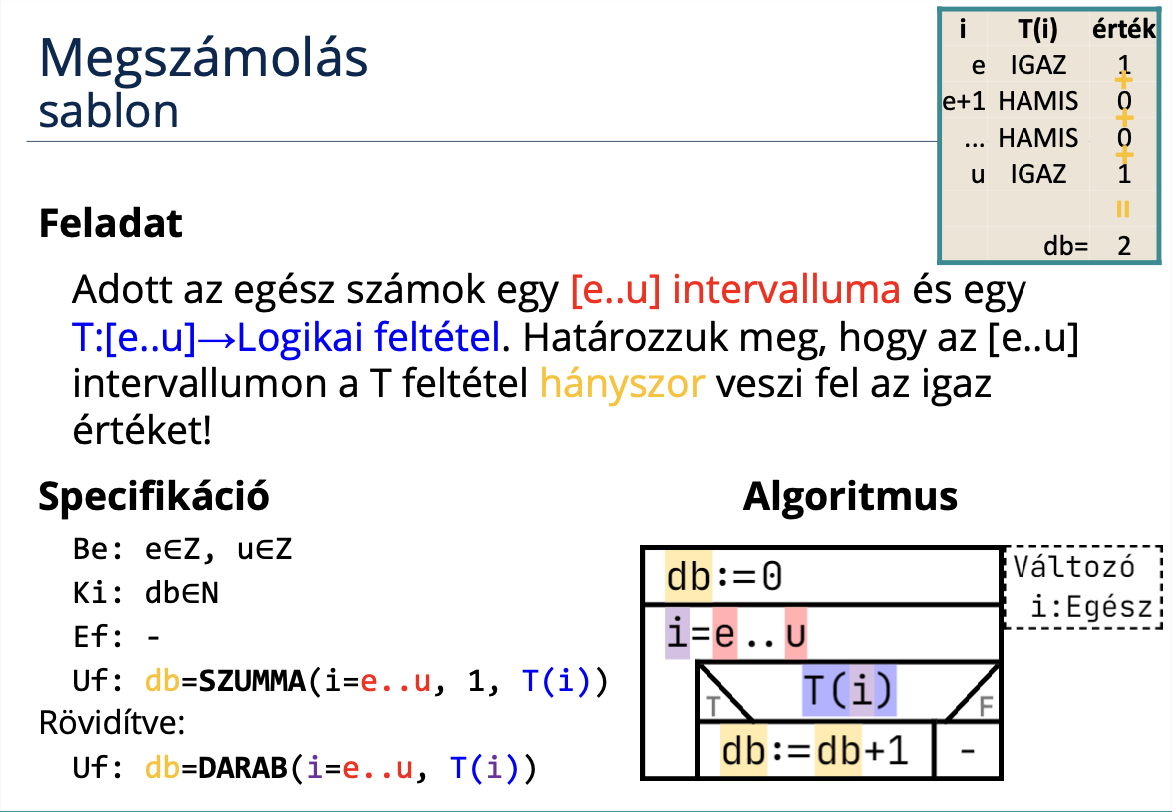 Megszámolás
sablon
i T(i) érték
e IGAZ 1
+
e+1 HAMIS 0
+
... HAMIS 0
+
u IGAZ 1
=
db= 2
Feladat
Adott az egész számok egy [e..u] intervalluma és egy
T:[e..u]→Logikai feltétel. Határozzuk meg, hogy az [e..u]
intervallumon a T feltétel hányszor veszi fel az igaz
értéket!
Specifikáció
Be: e∈Z, u∈Z
Ki: db∈N
Ef: -
Uf: db=SZUMMA(i=e..u, 1, T(i))
Rövidítve:
Uf: db=DARAB(i=e..u, T(i))
Algoritmus
db:=0
i=e..u
T T(i) F
db:=db+1 -
Változó
i:Egész